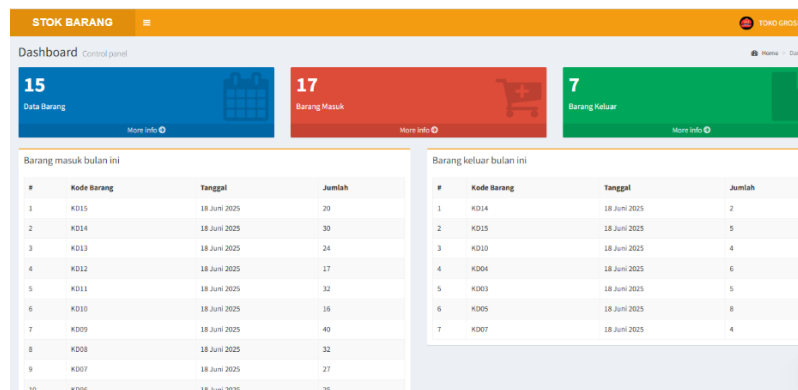 STOK BARANG
TOKO GROS
Dashboard Control panel
Home > Da
15
Data Barang
More info
17
Barang Masuk
More info
7
Barang Keluar
More info
Barang masuk bulan ini
# Kode Barang Tanggal Jumlah
1 KD15 18 Juni 2025 20
2 KD14 18 Juni 2025 30
3 KD13 18 Juni 2025 24
4 KD12 18 Juni 2025 17
5 KD11 18 Juni 2025 32
6 KD10 18 Juni 2025 16
7 KD09 18 Juni 2025 40
8 KD08 18 Juni 2025 32
9 KD07 18 Juni 2025 27
10 KD06 18 Juni 2025 25
Barang keluar bulan ini
# Kode Barang Tanggal Jumlah
1 KD14 18 Juni 2025 2
2 KD15 18 Juni 2025 5
3 KD10 18 Juni 2025 4
4 KD04 18 Juni 2025 6
5 KD03 18 Juni 2025 5
6 KD05 18 Juni 2025 8
7 KD07 18 Juni 2025 4